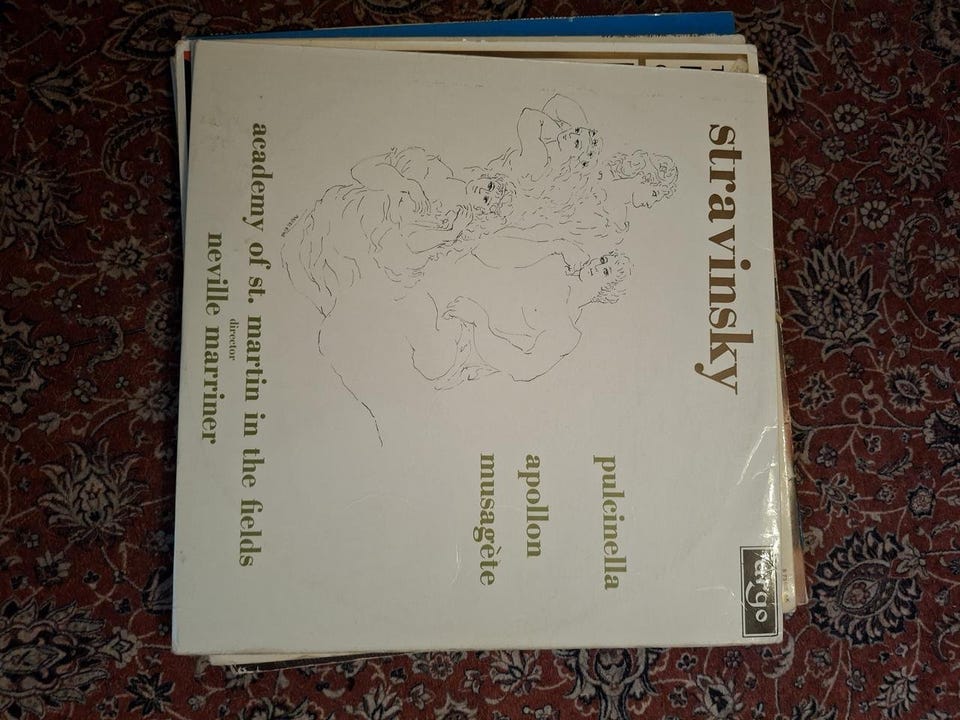 stravinsky
pulcinella
apollon
musagète
academy of st. martin in the fields
director
neville marriner
argo